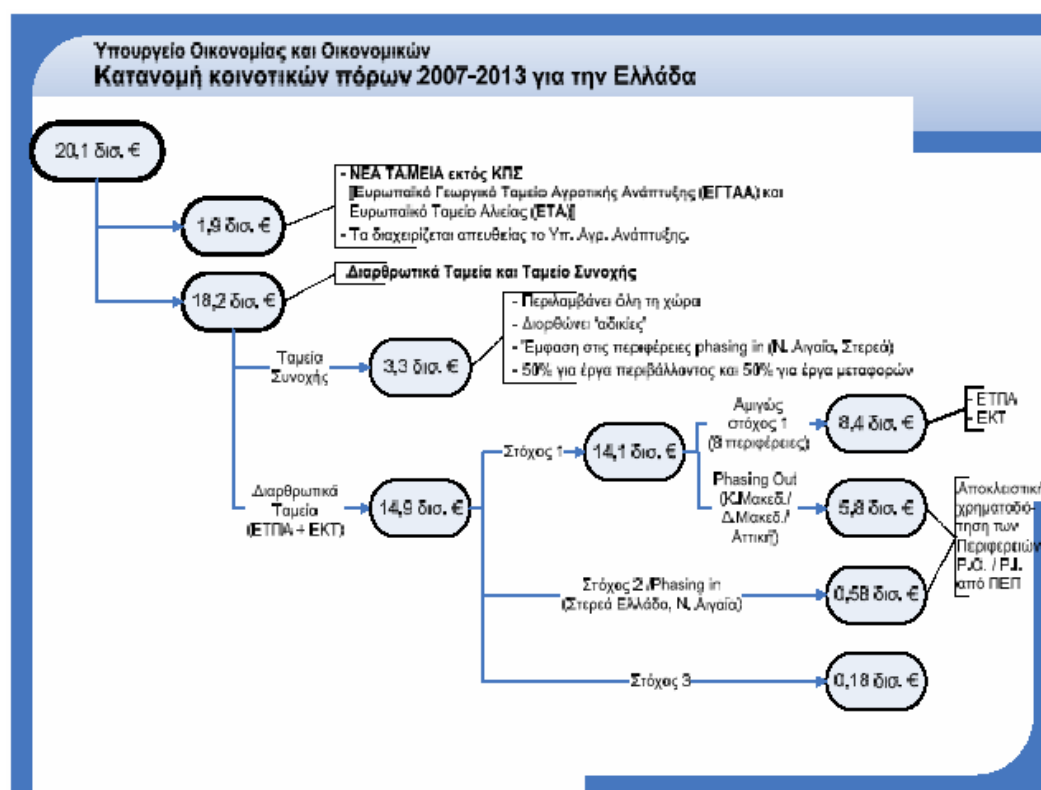 Υπουργείο Οικονομίας και Οικονομικών
Κατανομή κοινοτικών πόρων 2007-2013 για την Ελλάδα
20,1 δισ. €
1,9 δισ. €
- ΝΕΑ ΤΑΜΕΙΑ εκτός ΚΠΣ
[Ευρωπαϊκό Γεωργικό Ταμείο Αγροτικής Ανάπτυξης (ΕΓΤΑΑ) και
Ευρωπαϊκό Ταμείο Αλιείας (ΕΤΑ)]
- Τα διαχειρίζεται απευθείας το Υπ. Αγρ. Ανάπτυξης.
18,2 δισ. €
Διαρθρωτικά Ταμεία και Ταμείο Συνοχής
Ταμεία
Συνοχής
3,3 δισ. €
- Περιλαμβάνει όλη τη χώρα
- Διορθώνει "αδικίες"
- Έμφαση στις περιφέρειες phasing in (Ν. Αιγαίο, Στερεά)
- 50% για έργα περιβάλλοντος και 50% για έργα μεταφορών
Διαρθρωτικά
Ταμεία
(ΕΤΠΑ + ΕΚΤ)
14,9 δισ. €
Στόχος 1
14,1 δισ. €
Αμιγώς
στόχος 1
(8 περιφέρειες)
8,4 δισ. €
- ΕΤΠΑ
- ΕΚΤ
Phasing Out
(Κ.Μακεδ./
Δ.Μακεδ./
Αττική)
5,8 δισ. €
Αποκλειστική
χρηματοδό-
τηση των
Περιφερειών
P.O. / P.I.
από ΠΕΠ
Στόχος 2 /Phasing in
(Στερεά Ελλάδα, Ν. Αιγαίο)
0,58 δισ. €
Στόχος 3
0,18 δισ. €